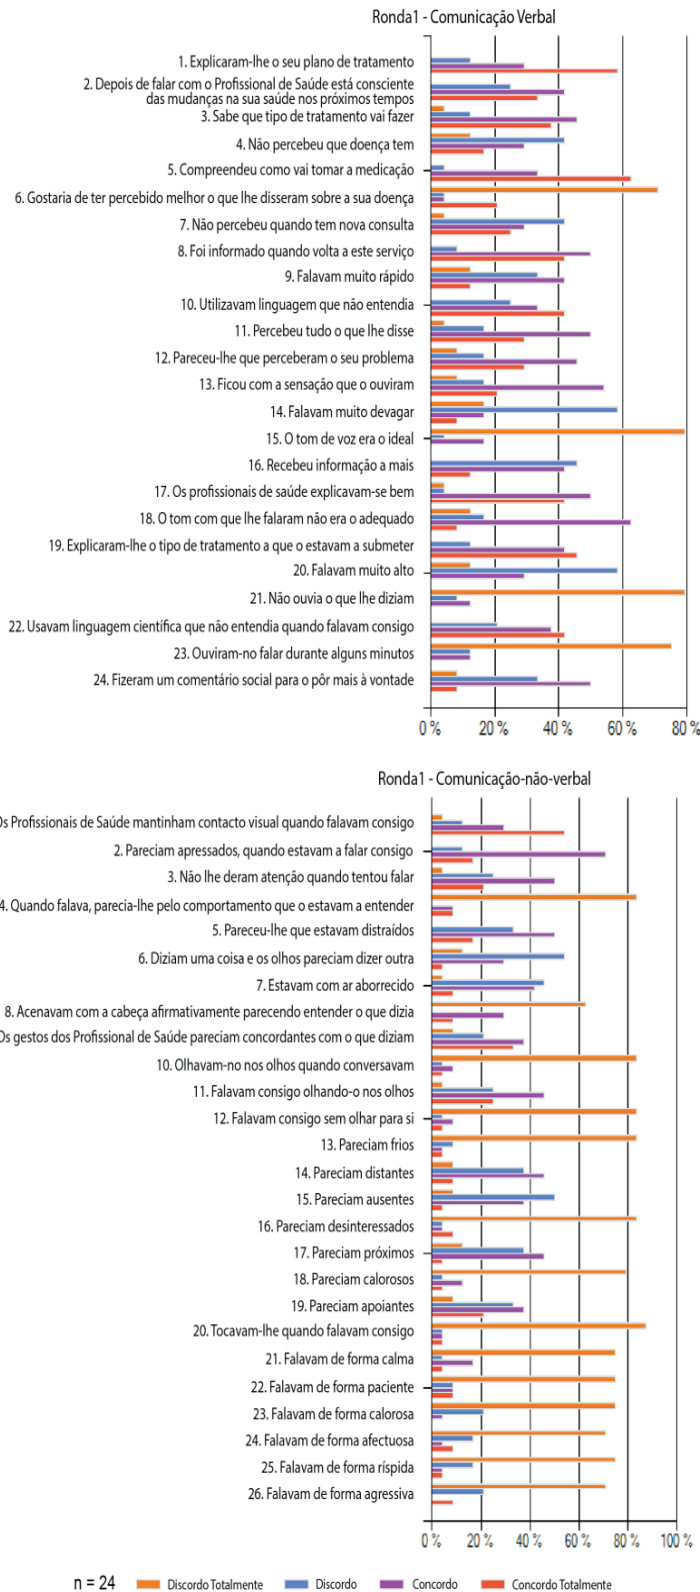 Ronda1 - Comunicação Verbal
1. Explicaram-lhe o seu plano de tratamento
2. Depois de falar com o Profissional de Saúde está consciente
das mudanças na sua saúde nos próximos tempos
3. Sabe que tipo de tratamento vai fazer
4. Não percebeu que doença tem
5. Compreendeu como vai tomar a medicação
6. Gostaria de ter percebido melhor o que lhe disseram sobre a sua doença
7. Não percebeu quando tem nova consulta
8. Foi informado quando volta a este serviço
9. Falavam muito rápido
10. Utilizavam linguagem que não entendia
11. Percebeu tudo o que lhe disse
12. Pareceu-lhe que perceberam o seu problema
13. Ficou com a sensação que o ouviram
14. Falavam muito devagar
15. O tom de voz era o ideal
16. Recebeu informação a mais
17. Os profissionais de saúde explicavam-se bem
18. O tom com que lhe falaram não era o adequado
19. Explicaram-lhe o tipo de tratamento a que o estavam a submeter
20. Falavam muito alto
21. Não ouvia o que lhe diziam
22. Usavam linguagem científica que não entendia quando falavam consigo
23. Ouviram-no falar durante alguns minutos
24. Fizeram um comentário social para o pôr mais à vontade
0 % 20 % 40 % 60 % 80 %
Ronda1 - Comunicação-não-verbal
Os Profissionais de Saúde mantinham contacto visual quando falavam consigo
2. Pareciam apressados, quando estavam a falar consigo
3. Não lhe deram atenção quando tentou falar
4. Quando falava, parecia-lhe pelo comportamento que o estavam a entender
5. Pareceu-lhe que estavam distraídos
6. Diziam uma coisa e os olhos pareciam dizer outra
7. Estavam com ar aborrecido
8. Acenavam com a cabeça afirmativamente parecendo entender o que dizia
Os gestos dos Profissional de Saúde pareciam concordantes com o que diziam
10. Olhavam-no nos olhos quando conversavam
11. Falavam consigo olhando-o nos olhos
12. Falavam consigo sem olhar para si
13. Pareciam frios
14. Pareciam distantes
15. Pareciam ausentes
16. Pareciam desinteressados
17. Pareciam próximos
18. Pareciam calorosos
19. Pareciam apoiantes
20. Tocavam-lhe quando falavam consigo
21. Falavam de forma calma
22. Falavam de forma paciente
23. Falavam de forma calorosa
24. Falavam de forma afectuosa
25. Falavam de forma ríspida
26. Falavam de forma agressiva
0 % 20 % 40 % 60 % 80 % 100 %
n = 24 Discordo Totalmente Discordo Concordo Concordo Totalmente